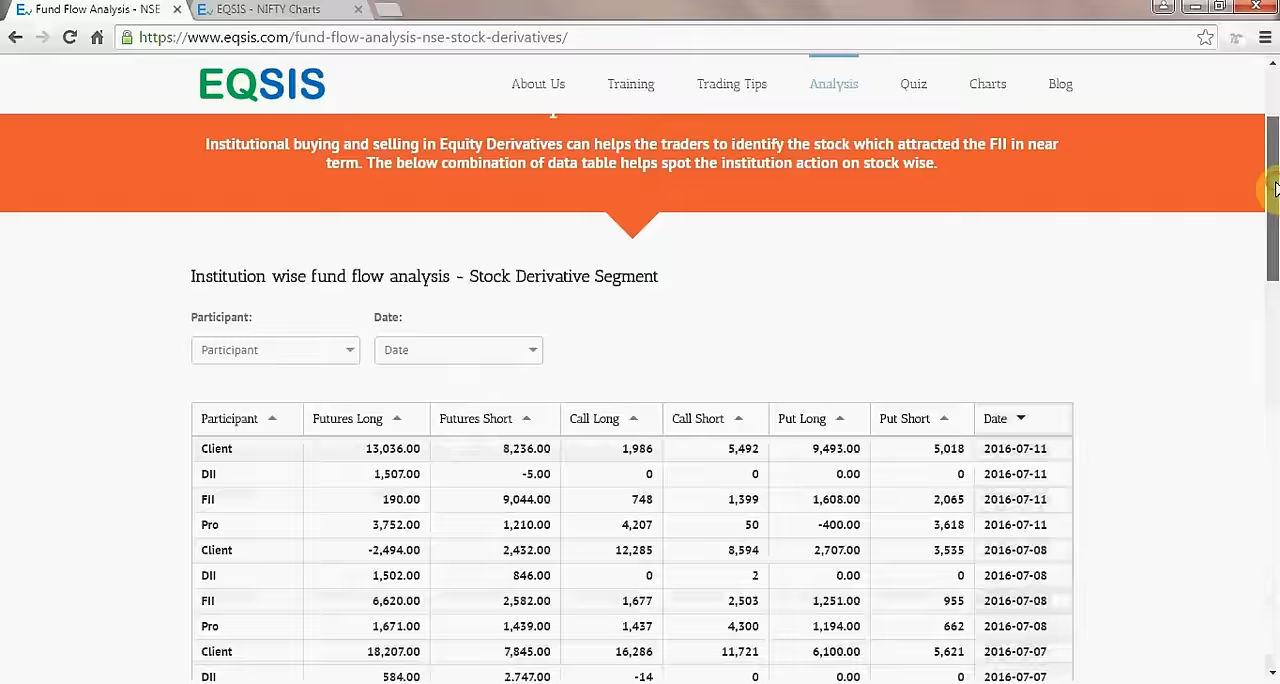 Fund Flow Analysis - NSE
EQSIS - NIFTY Charts
https://www.eqsis.com/fund-flow-analysis-nse-stock-derivatives/
EQSIS
About Us Training Trading Tips Analysis Quiz Charts Blog
Institutional buying and selling in Equity Derivatives can helps the traders to identify the stock which attracted the FII in near
term. The below combination of data table helps spot the institution action on stock wise.
Institution wise fund flow analysis - Stock Derivative Segment
Participant: Date:
Participant Date
Participant Futures Long Futures Short Call Long Call Short Put Long Put Short Date
Client 13,036.00 8,236.00 1,986 5,492 9,493.00 5,018 2016-07-11
DII 1,507.00 -5.00 0 0 0.00 0 2016-07-11
FII 190.00 9,044.00 748 1,399 1,608.00 2,065 2016-07-11
Pro 3,752.00 1,210.00 4,207 50 -400.00 3,618 2016-07-11
Client -2,494.00 2,432.00 12,285 8,594 2,707.00 3,535 2016-07-08
DII 1,502.00 846.00 0 2 0.00 0 2016-07-08
FII 6,620.00 2,582.00 1,677 2,503 1,251.00 955 2016-07-08
Pro 1,671.00 1,439.00 1,437 4,300 1,194.00 662 2016-07-08
Client 18,207.00 7,845.00 16,286 11,721 6,100.00 5,621 2016-07-07
DII 584.00 2,747.00 -14 0 0.00 0 2016-07-07